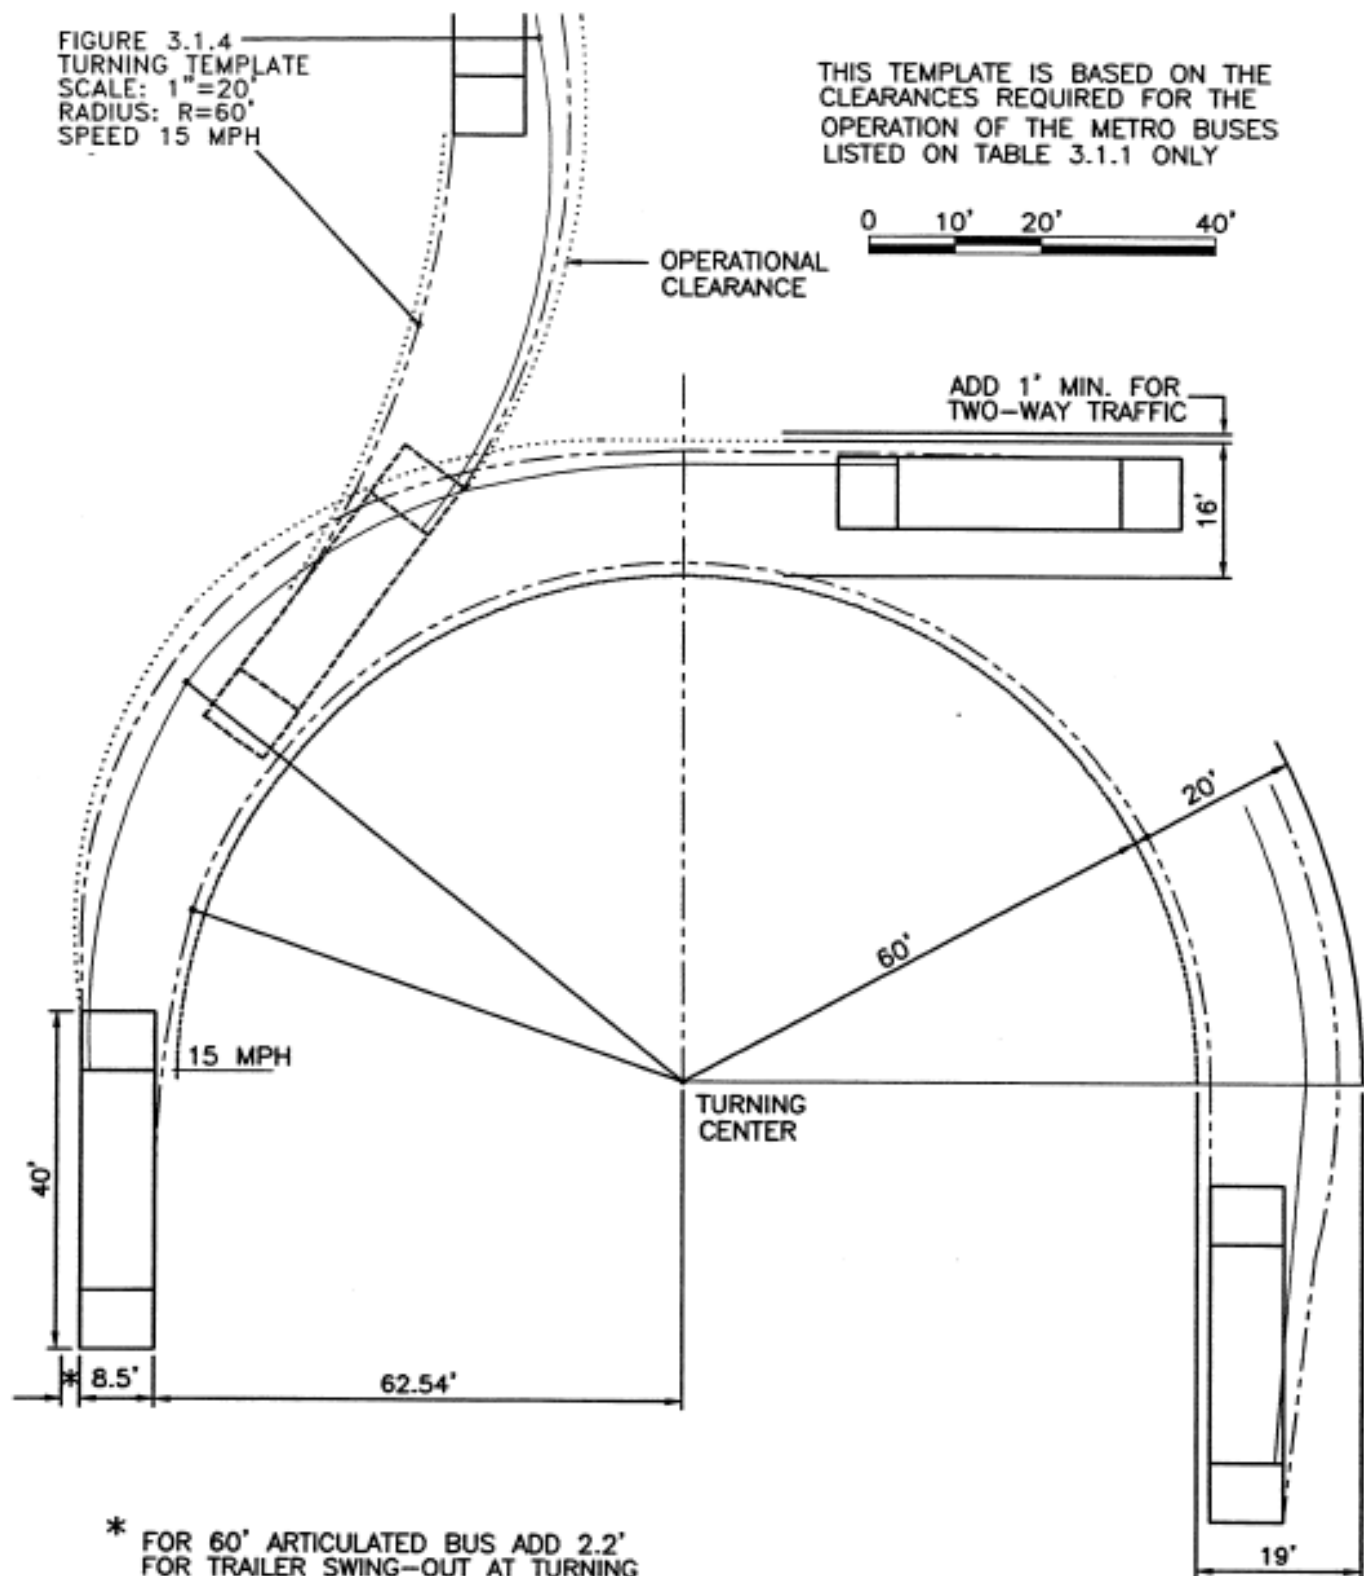 FIGURE 3.1.4
TURNING TEMPLATE
SCALE: 1"=20'
RADIUS: R=60'
SPEED 15 MPH
THIS TEMPLATE IS BASED ON THE
CLEARANCES REQUIRED FOR THE
OPERATION OF THE METRO BUSES
LISTED ON TABLE 3.1.1 ONLY
0 10' 20' 40'
OPERATIONAL
CLEARANCE
ADD 1' MIN. FOR
TWO-WAY TRAFFIC
16'
20'
60'
15 MPH
TURNING
CENTER
40'
* 8.5'
62.54'
19'
* FOR 60' ARTICULATED BUS ADD 2.2'
FOR TRAILER SWING-OUT AT TURNING